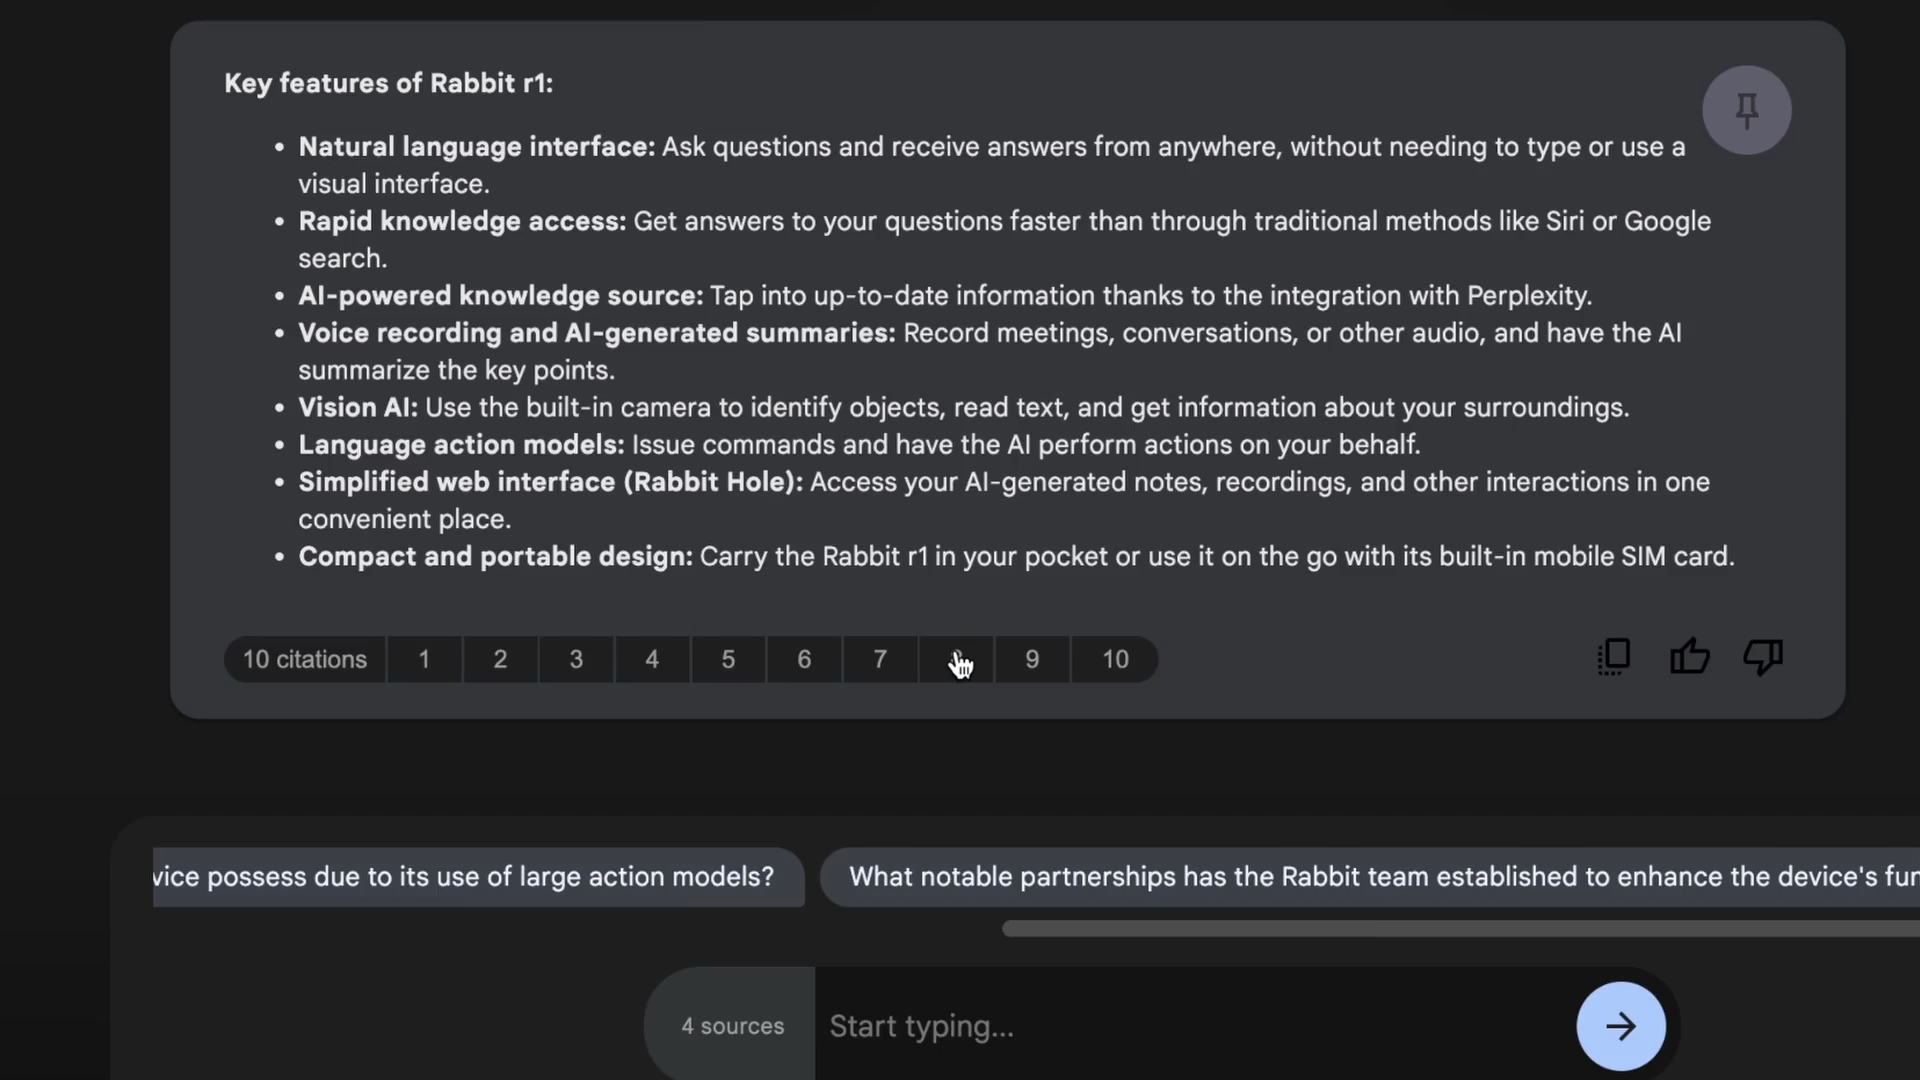 Key features of Rabbit r1:
• Natural language interface: Ask questions and receive answers from anywhere, without needing to type or use a
visual interface.
• Rapid knowledge access: Get answers to your questions faster than through traditional methods like Siri or Google
search.
• AI-powered knowledge source: Tap into up-to-date information thanks to the integration with Perplexity.
• Voice recording and AI-generated summaries: Record meetings, conversations, or other audio, and have the AI
summarize the key points.
• Vision AI: Use the built-in camera to identify objects, read text, and get information about your surroundings.
• Language action models: Issue commands and have the AI perform actions on your behalf.
• Simplified web interface (Rabbit Hole): Access your AI-generated notes, recordings, and other interactions in one
convenient place.
• Compact and portable design: Carry the Rabbit r1 in your pocket or use it on the go with its built-in mobile SIM card.
10 citations 1 2 3 4 5 6 7 9 10
possess due to its use of large action models? What notable partnerships has the Rabbit team established to enhance the device's
4 sources Start typing...